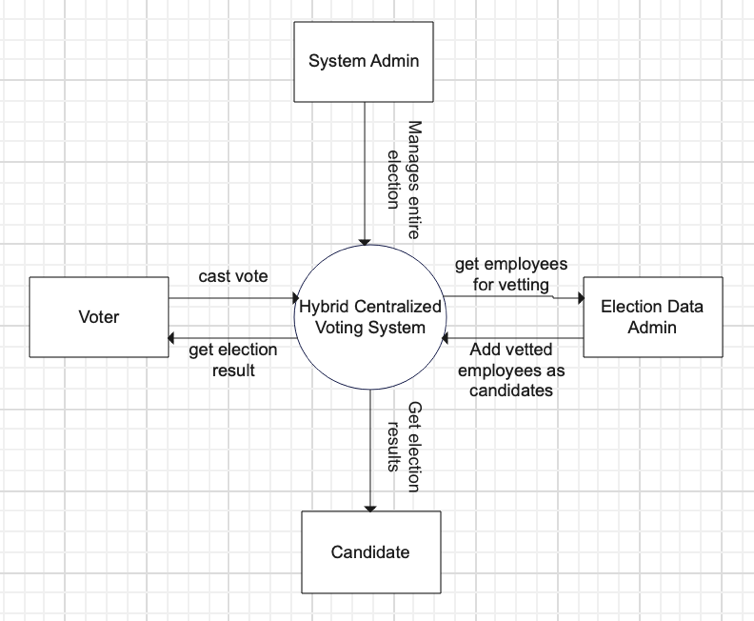 System Admin
Manages entire
election
cast vote
get employees
for vetting
Voter
Hybrid Centralized
Voting System
Election Data
Admin
get election
result
Add vetted
employees as
candidates
Get election
results
Candidate